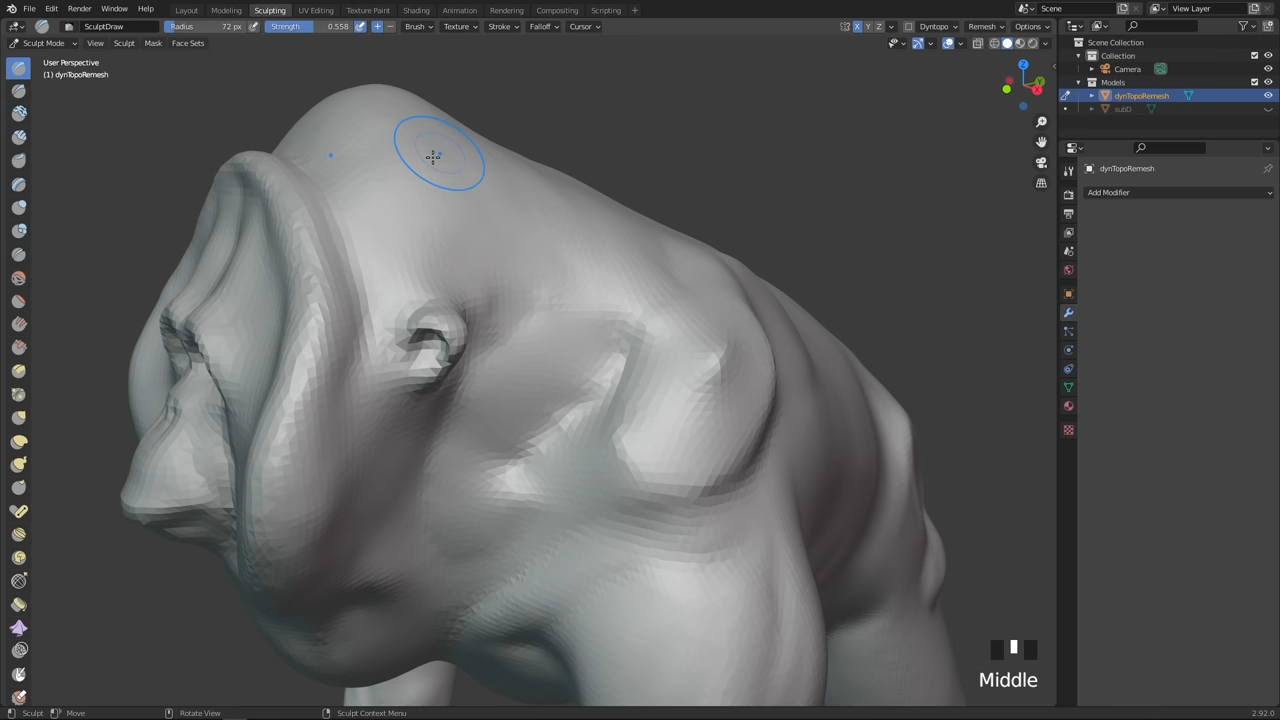 File Edit Render Window Help Layout Modeling Sculpting UV Editing Texture Paint Shading Animation Rendering Compositing Scripting + Scene View Layer
SculptDraw Radius 72 px Strength 0.558 Brush Texture Stroke Falloff Cursor X Y Z Dyntopo Remesh Options
Sculpt Mode View Sculpt Mask Face Sets
User Perspective
(1) dynTopoRemesh
Z
Y
X
Scene Collection
Collection
Camera
Models
dynTopoRemesh
subD
dynTopoRemesh
Add Modifier
Middle
Sculpt Move Rotate View Sculpt Context Menu 2.92.0